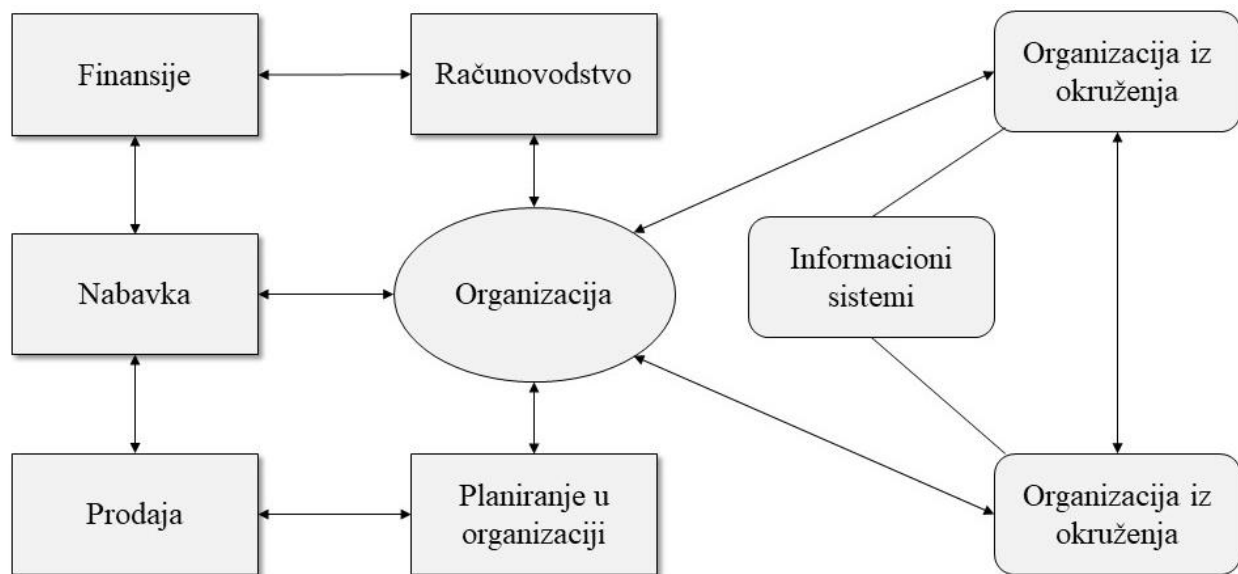 Finansije
Računovodstvo
Organizacija iz
okruženja
Nabavka
Organizacija
Informacioni
sistemi
Prodaja
Planiranje u
organizaciji
Organizacija iz
okruženja